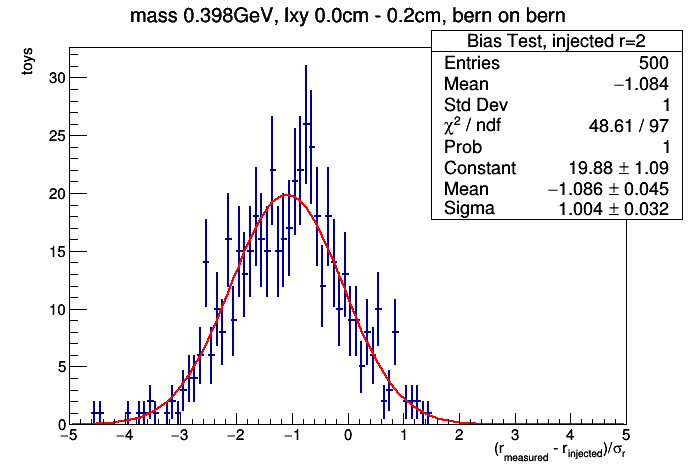 mass 0.398GeV, lxy 0.0cm - 0.2cm, bern on bern
Bias Test, injected r=2
Entries 500
Mean −1.084
Std Dev 1
χ² / ndf 48.61 / 97
Prob 1
Constant 19.88 ± 1.09
Mean −1.086 ± 0.045
Sigma 1.004 ± 0.032
toys
30
25
20
15
10
5
0
−5 −4 −3 −2 −1 0 1 2 3 4 5
(r_measured - r_injected)/σ_r